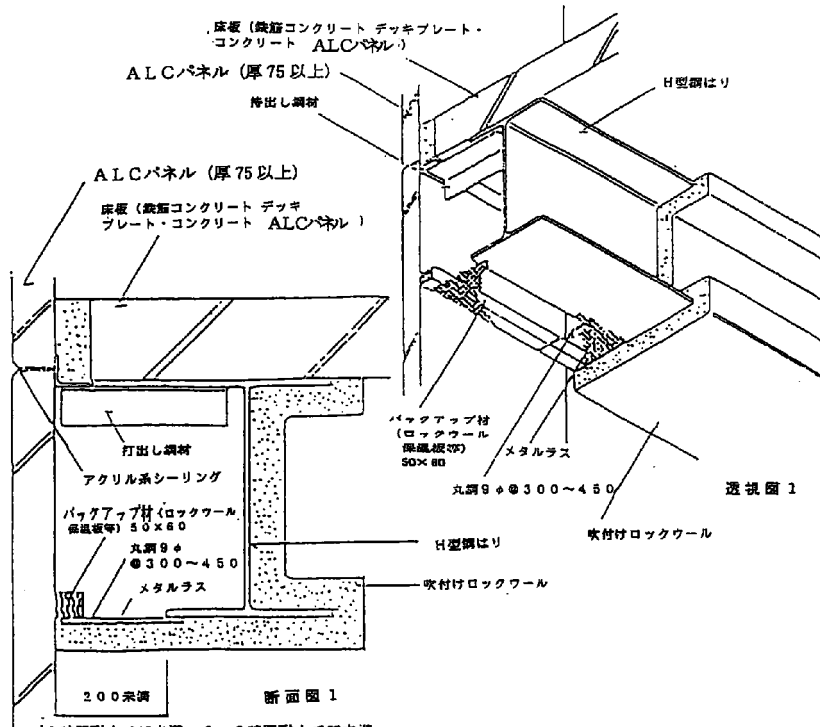 床板（鉄筋コンクリート デッキプレート・
コンクリート ALCパネル）
ALCパネル（厚75以上）
持出し鋼材
H型鋼はり
ALCパネル（厚75以上）
床板（鉄筋コンクリート デッキ
プレート・コンクリート ALCパネル）
打出し鋼材
アクリル系シーリング
バックアップ材（ロックウール
保温板等）50×60
丸鋼9φ
@300～450
メタルラス
H型鋼はり
吹付けロックウール
200未満
断面図1
バックアップ材
（ロックウール
保温板等）
50×60
メタルラス
丸鋼9φ@300～450
透視図1
吹付けロックウール